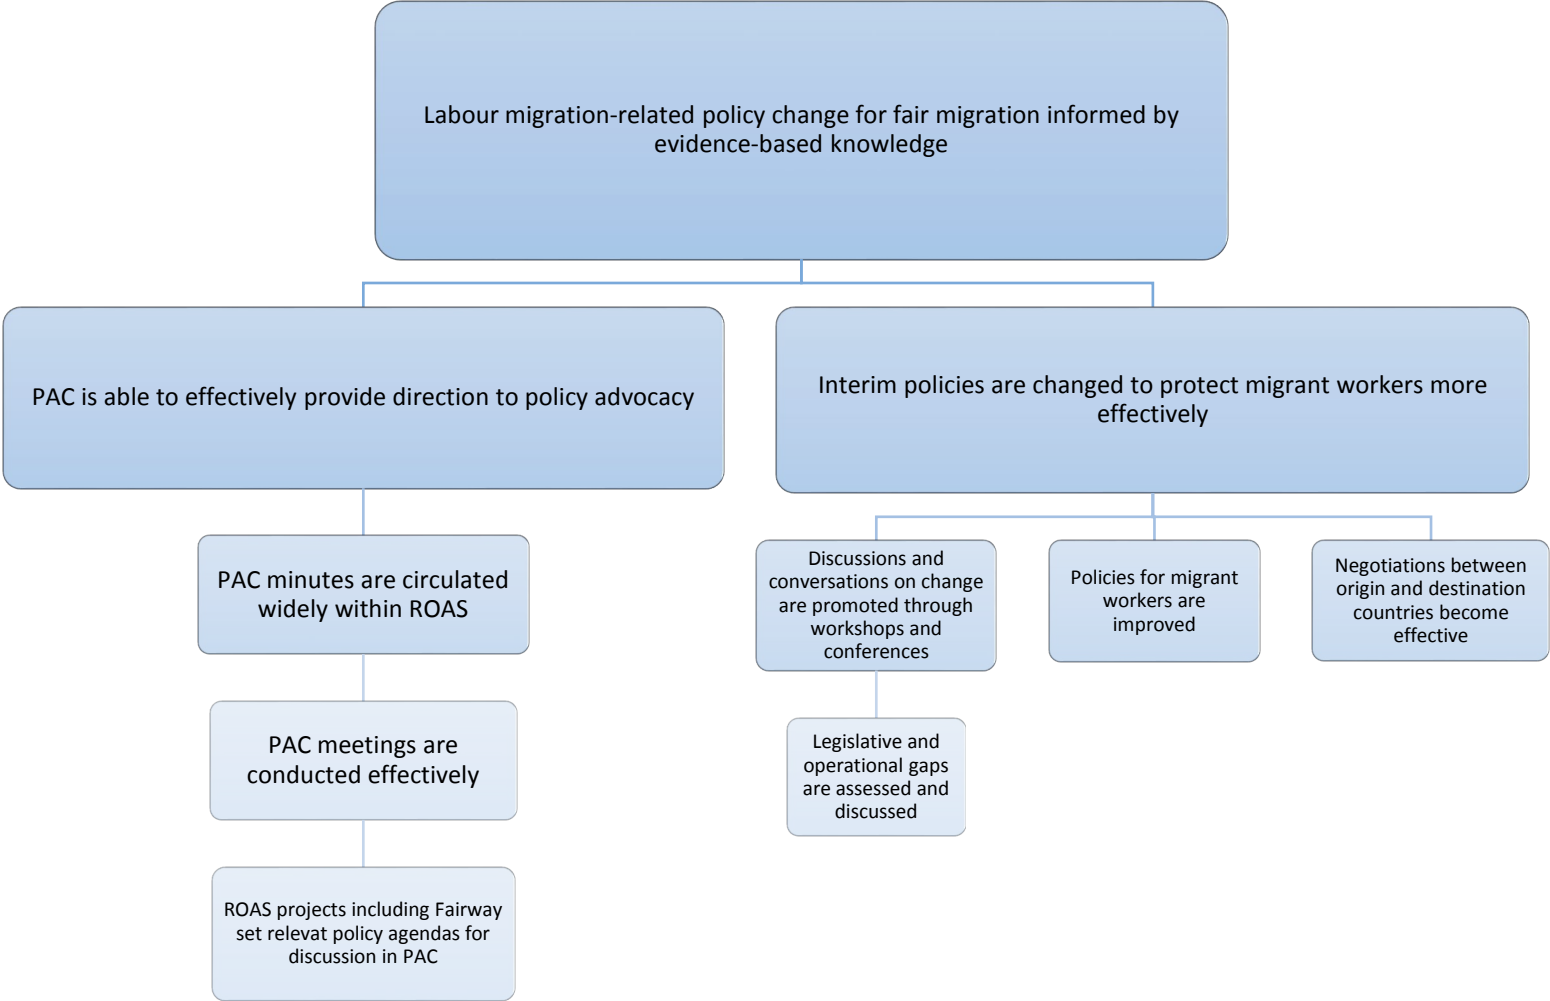 Labour migration-related policy change for fair migration informed by
evidence-based knowledge
PAC is able to effectively provide direction to policy advocacy
Interim policies are changed to protect migrant workers more
effectively
PAC minutes are circulated
widely within ROAS
PAC meetings are
conducted effectively
ROAS projects including Fairway
set relevat policy agendas for
discussion in PAC
Discussions and
conversations on change
are promoted through
workshops and
conferences
Legislative and
operational gaps
are assessed and
discussed
Policies for migrant
workers are
improved
Negotiations between
origin and destination
countries become
effective